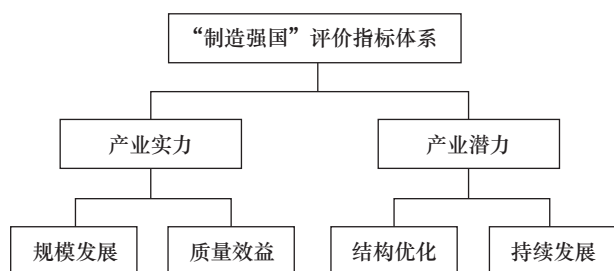 “制造强国”评价指标体系
产业实力
产业潜力
规模发展
质量效益
结构优化
持续发展